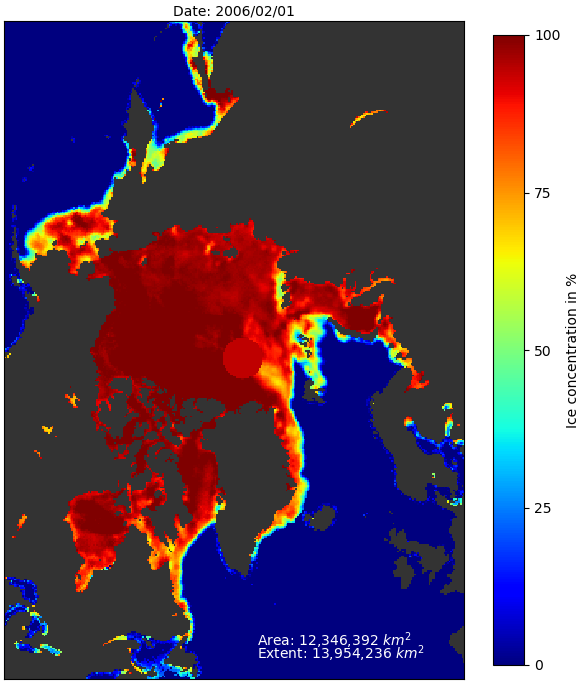 Date: 2006/02/01
100
75
50
25
0
Ice concentration in %
Area: 12,346,392 km²
Extent: 13,954,236 km²